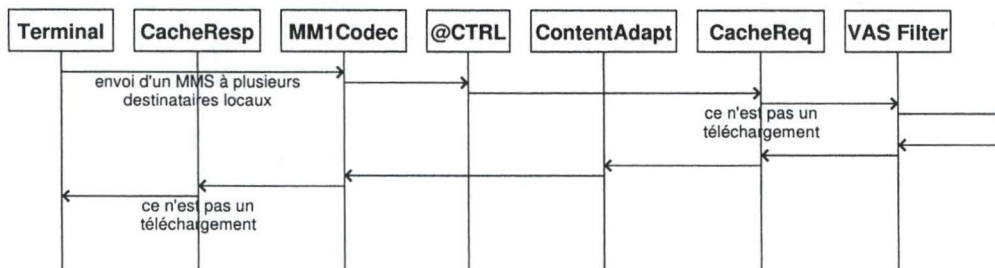 Terminal CacheResp MM1Codec @CTRL ContentAdapt CacheReq VAS Filter
envoi d'un MMS à plusieurs
destinataires locaux
ce n'est pas un
téléchargement
ce n'est pas un
téléchargement